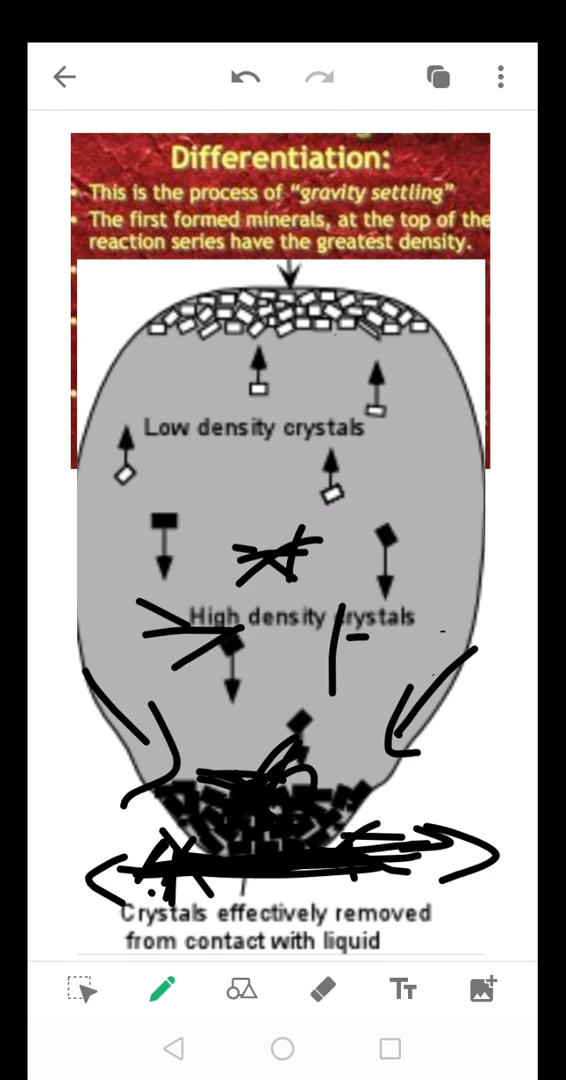 Differentiation:
• This is the process of "gravity settling"
• The first formed minerals, at the top of the
reaction series have the greatest density.
Low density crystals
High density crystals
Crystals effectively removed
from contact with liquid
Tт